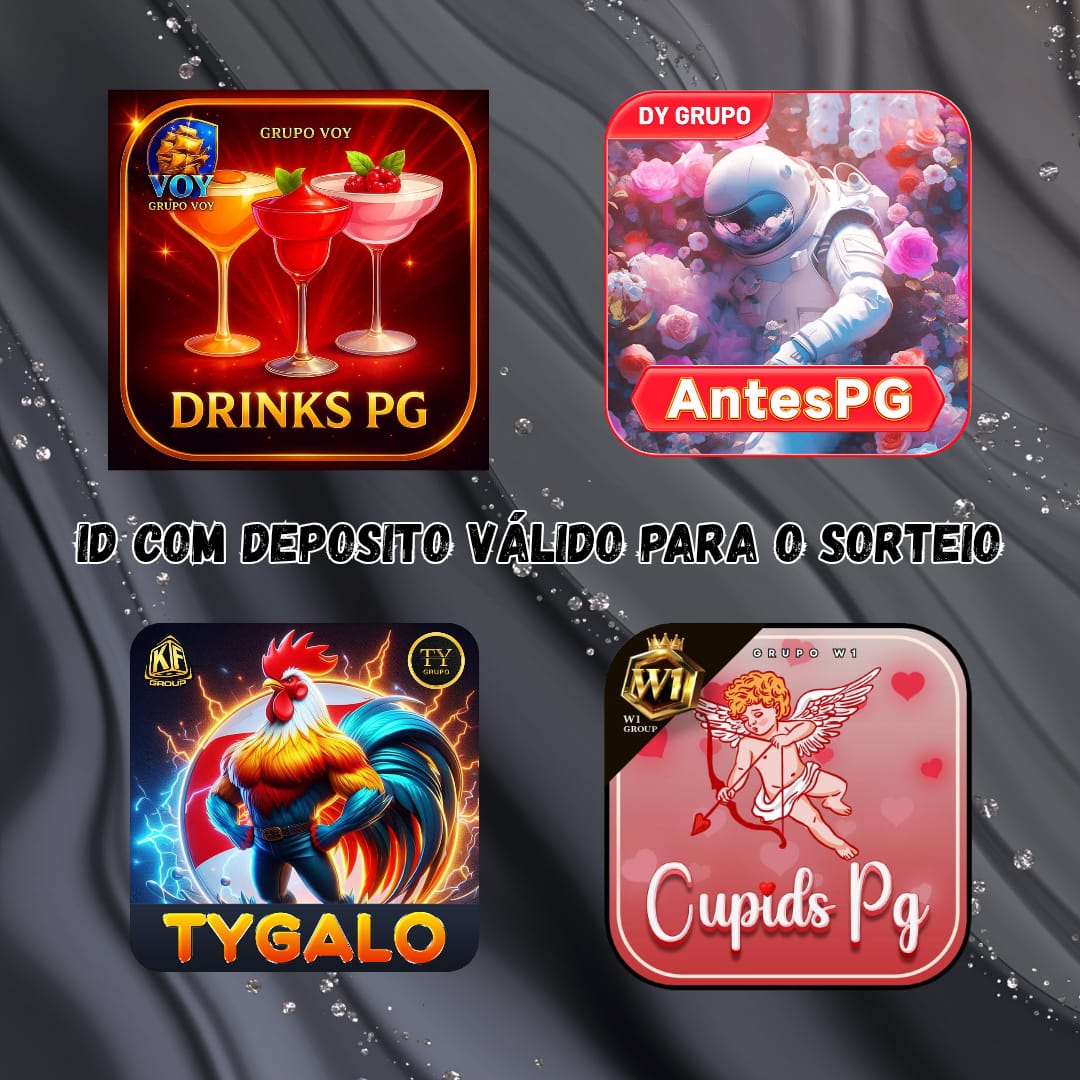 GRUPO VOY
VOY
GRUPO VOY
DRINKS PG
DY GRUPO
AntesPG
ID COM DEPOSITO VÁLIDO PARA O SORTEIO
KF
GROUP
TY
GRUPO
TYGALO
GRUPO W1
W1
W1
GROUP
Cupids Pg